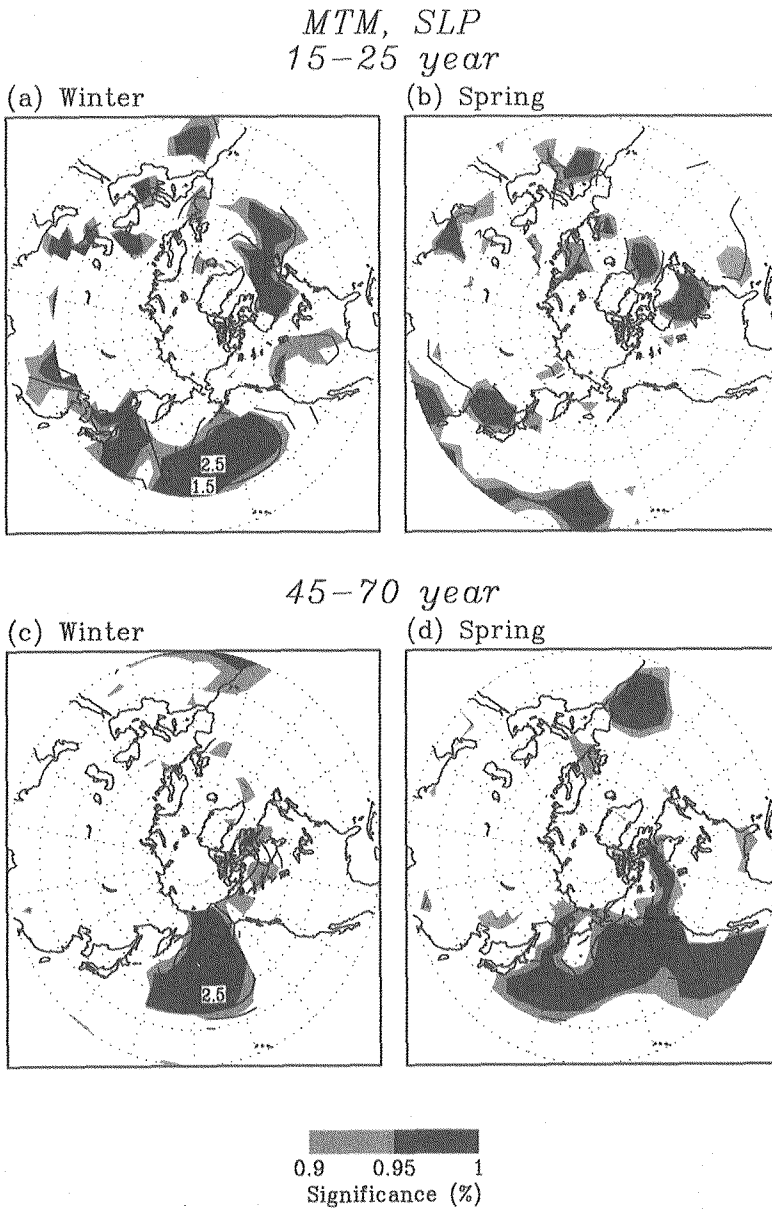 MTM, SLP
15-25 year
(a) Winter
(b) Spring
2.5
1.5
45-70 year
(c) Winter
(d) Spring
2.5
0.9 0.95 1
Significance (%)